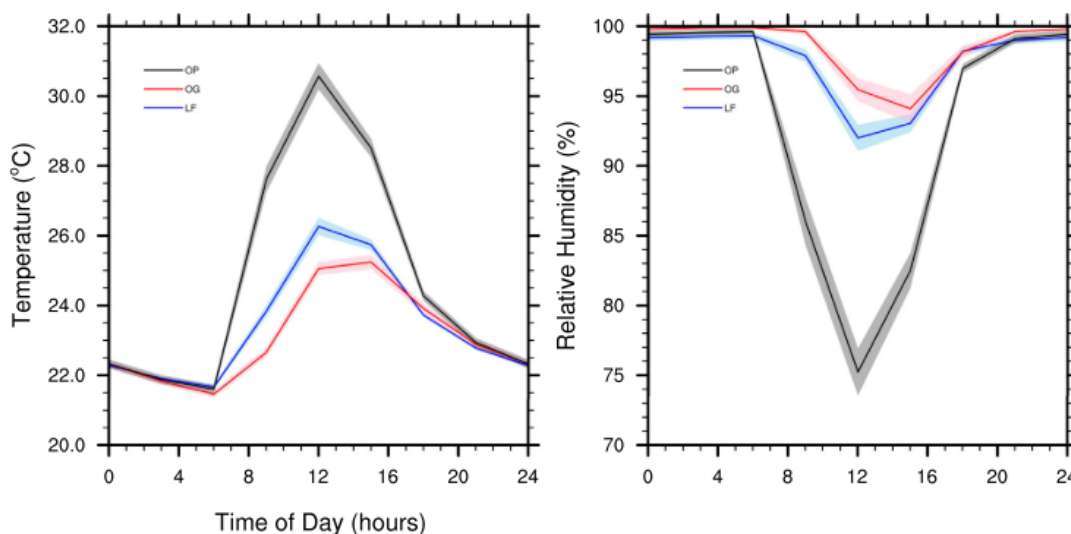 32.0
30.0
28.0
26.0
24.0
22.0
20.0
Temperature (°C)
OP
OG
LF
0 4 8 12 16 20 24
Time of Day (hours)
100
95
90
85
80
75
70
Relative Humidity (%)
OP
OG
LF
0 4 8 12 16 20 24